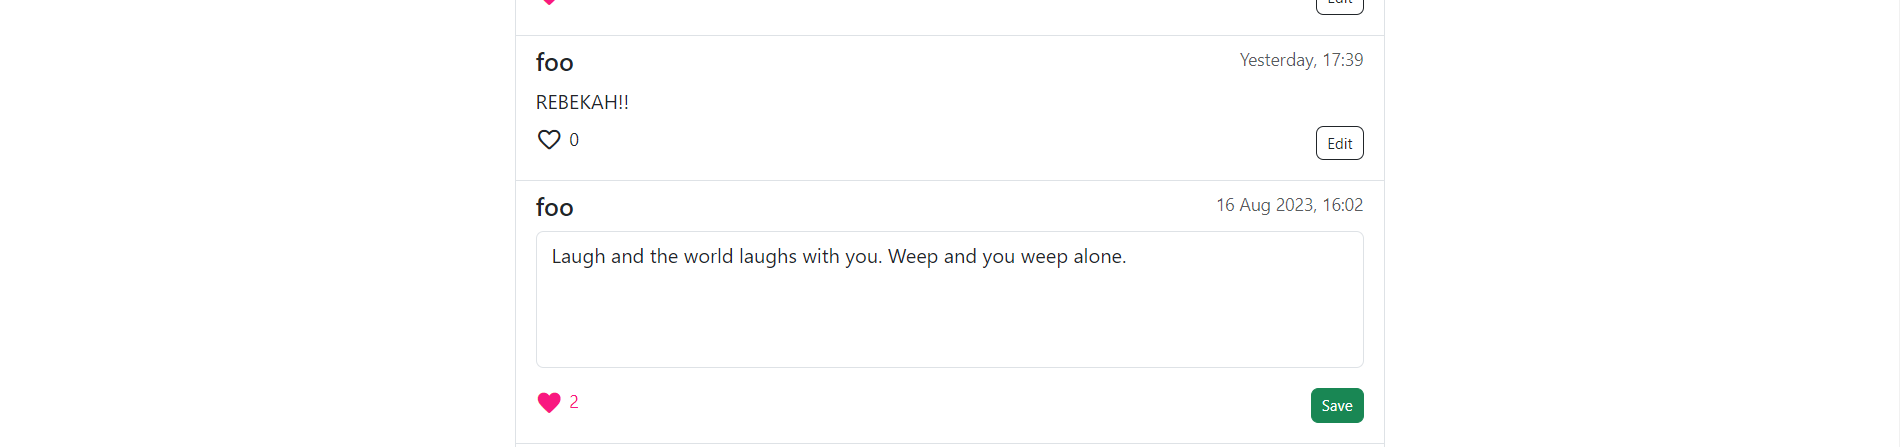 Edit
foo
Yesterday, 17:39
REBEKAH!!
0
Edit
foo
16 Aug 2023, 16:02
Laugh and the world laughs with you. Weep and you weep alone.
2
Save